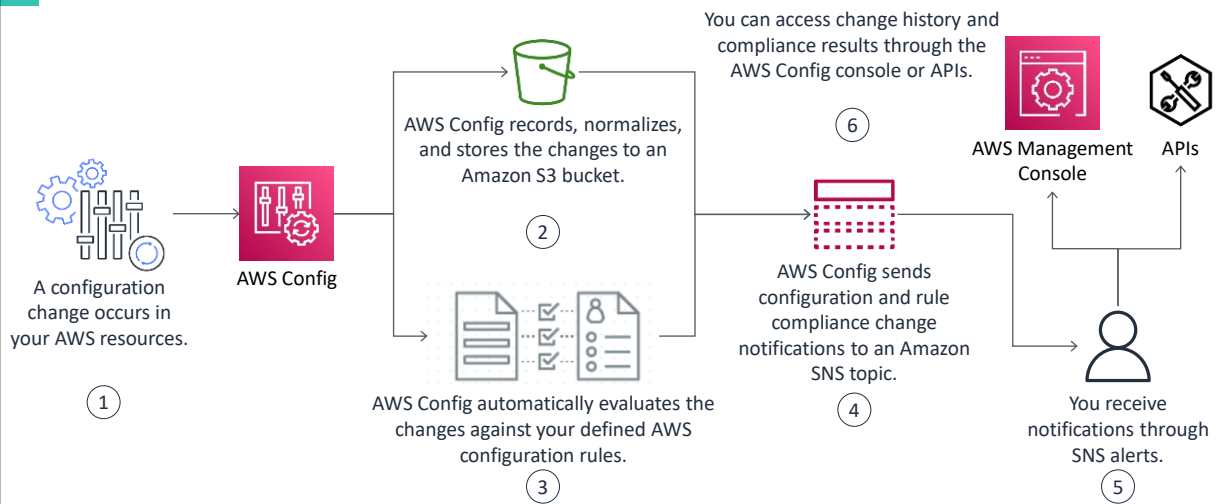 A configuration
change occurs in
your AWS resources.
1
AWS Config
AWS Config records, normalizes,
and stores the changes to an
Amazon S3 bucket.
2
AWS Config automatically evaluates the
changes against your defined AWS
configuration rules.
3
AWS Config sends
configuration and rule
compliance change
notifications to an Amazon
SNS topic.
4
You receive
notifications through
SNS alerts.
5
You can access change history and
compliance results through the
AWS Config console or APIs.
6
AWS Management
Console
APIs